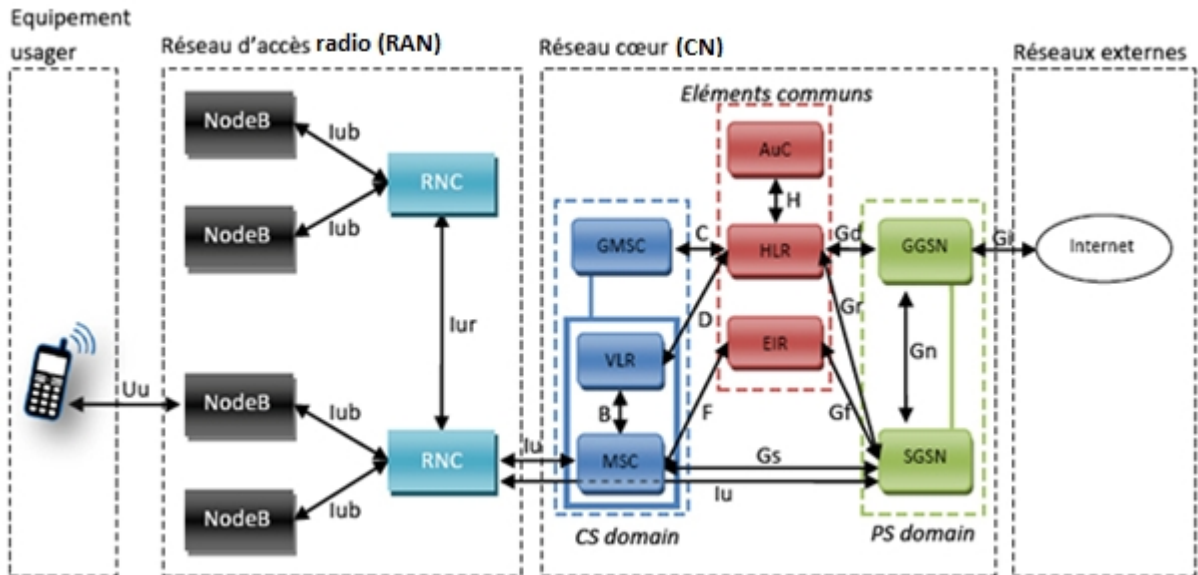 Equipement
usager
Réseau d'accès radio (RAN)
Réseau cœur (CN)
Réseaux externes
Eléments communs
NodeB
Iub
RNC
AuC
H
NodeB
Iub
GMSC
C
HLR
Gd
GGSN
Gi
Internet
Iur
D
Gr
VLR
EIR
Gn
Uu
NodeB
Iub
B
F
Gf
RNC
Iu
MSC
Gs
SGSN
Iu
NodeB
Iub
CS domain
PS domain